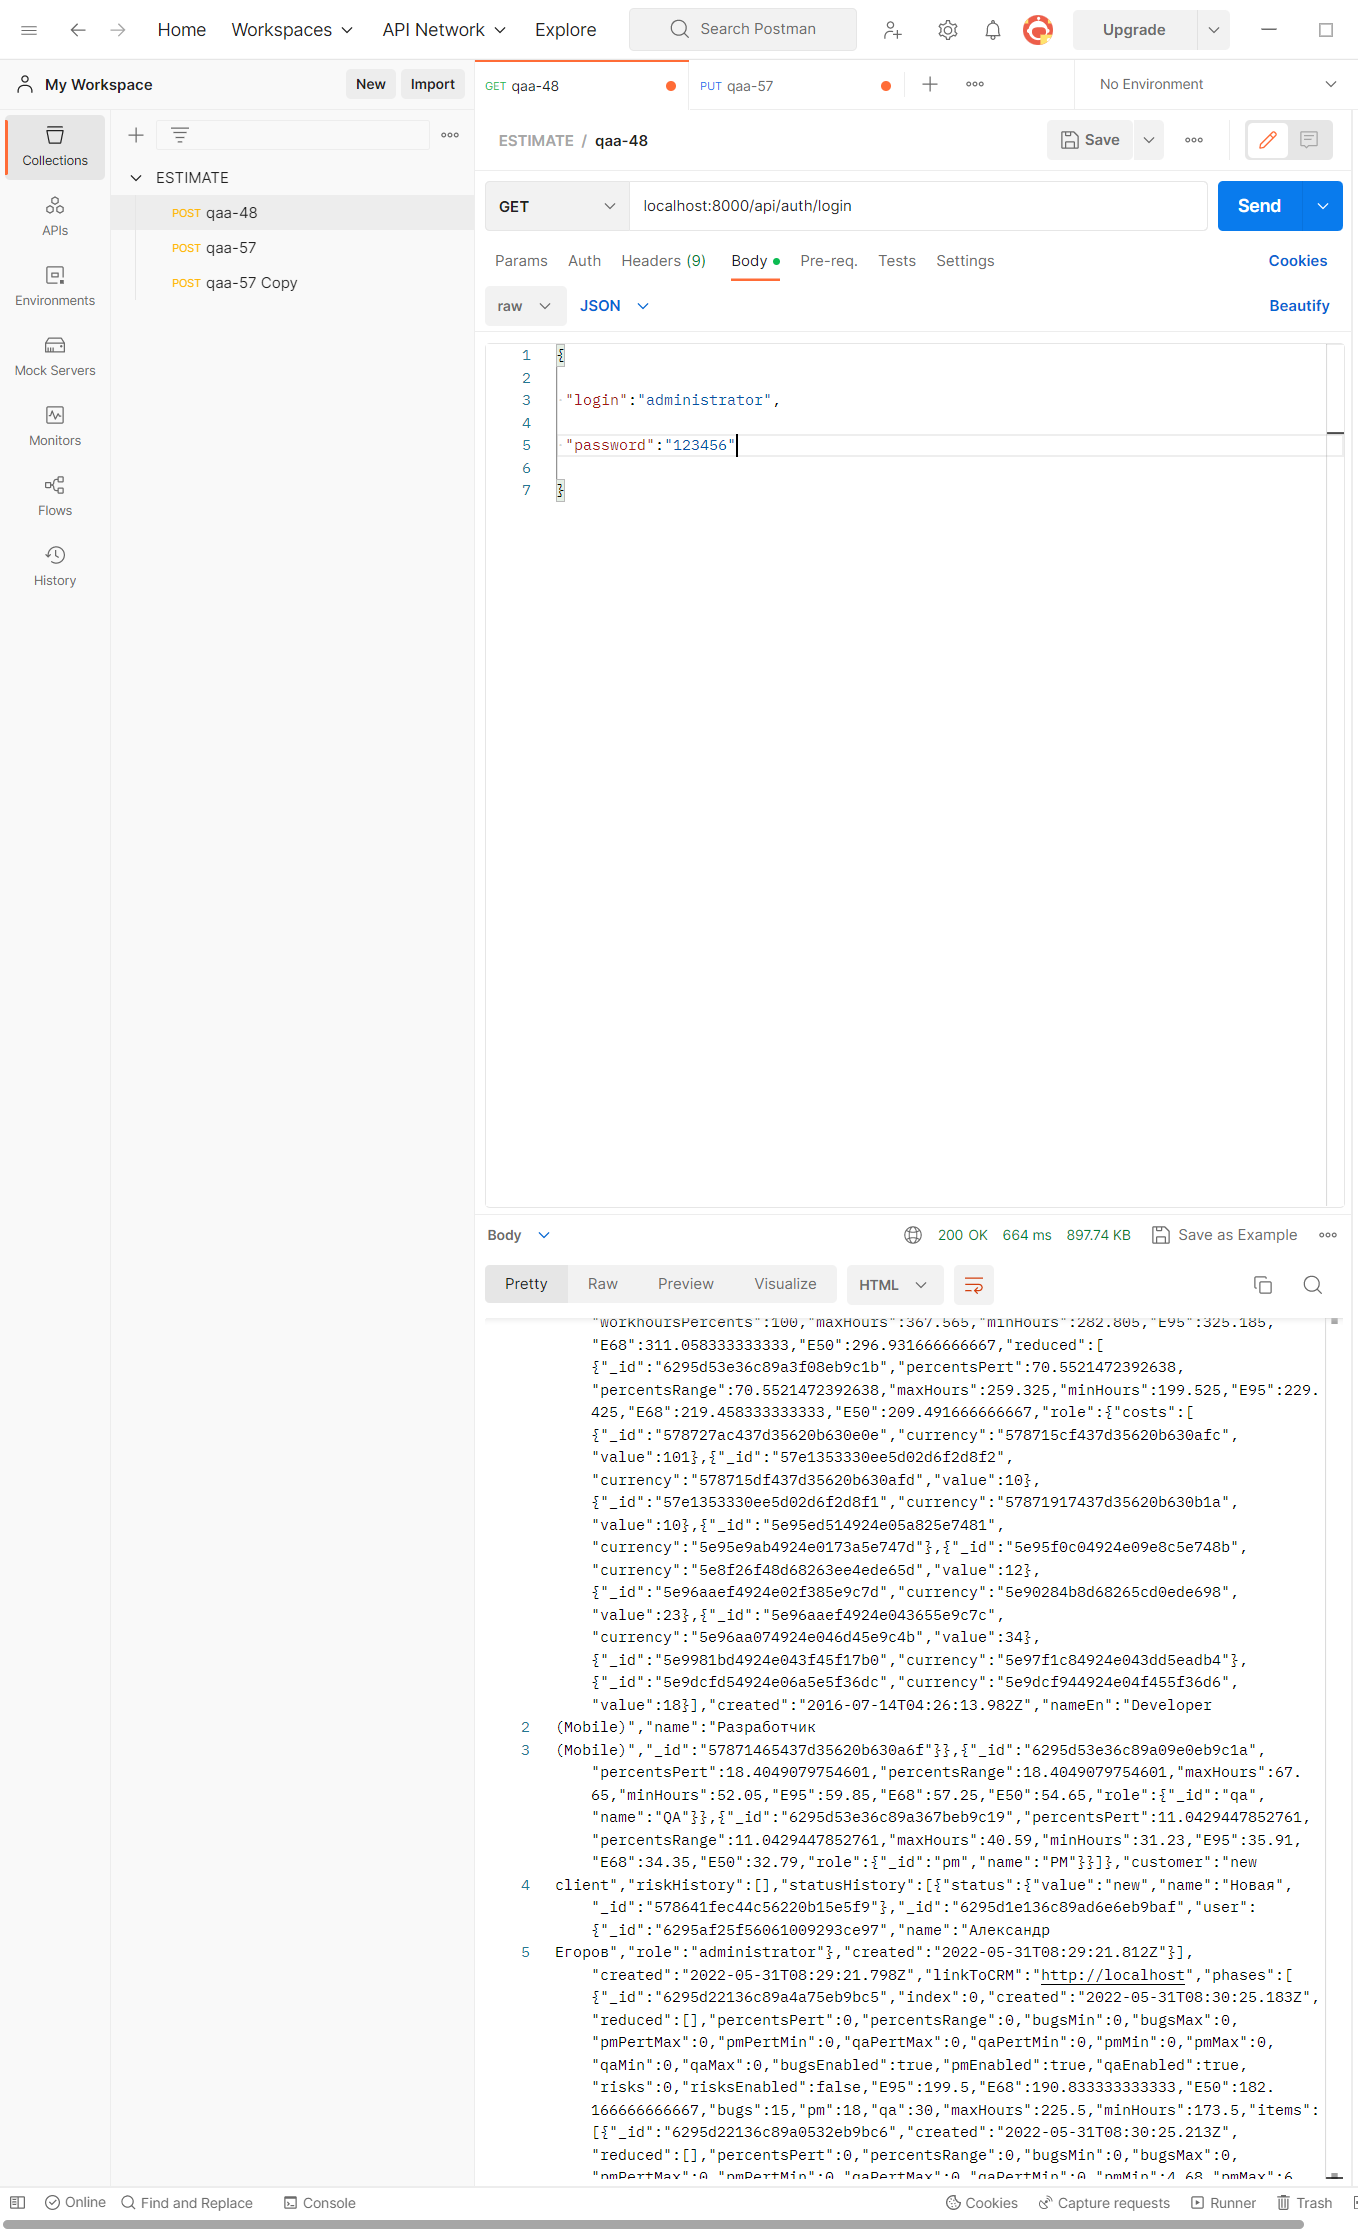 Home Workspaces API Network Explore Search Postman Upgrade
My Workspace New Import GET qaa-48 PUT qaa-57 No Environment
Collections
APIs
Environments
Mock Servers
Monitors
Flows
History
ESTIMATE
POST qaa-48
POST qaa-57
POST qaa-57 Copy
ESTIMATE / qaa-48 Save
GET localhost:8000/api/auth/login Send
Params Auth Headers (9) Body Pre-req. Tests Settings Cookies
raw JSON Beautify
1 {
2
3 "login":"administrator",
4
5 "password":"123456"
6
7 }
Body 200 OK 664 ms 897.74 KB Save as Example
Pretty Raw Preview Visualize HTML
"workhoursPercents":100,"maxHours":367.565,"minHours":282.805,"E95":325.185,
"E68":311.058333333333,"E50":296.931666666667,"reduced":[
{"_id":"6295d53e36c89a3f08eb9c1b","percentsPert":70.5521472392638,
"percentsRange":70.5521472392638,"maxHours":259.325,"minHours":199.525,"E95":229.
425,"E68":219.458333333333,"E50":209.491666666667,"role":{"costs":[
{"_id":"578727ac437d35620b630e0e","currency":"578715cf437d35620b630afc",
"value":101},{"_id":"57e1353330ee5d02d6f2d8f2",
"currency":"578715df437d35620b630afd","value":10},
{"_id":"57e1353330ee5d02d6f2d8f1","currency":"57871917437d35620b630b1a",
"value":10},{"_id":"5e95ed514924e05a825e7481",
"currency":"5e95e9ab4924e0173a5e747d"},{"_id":"5e95f0c04924e09e8c5e748b",
"currency":"5e8f26f48d68263ee4ede65d","value":12},
{"_id":"5e96aaef4924e02f385e9c7d","currency":"5e90284b8d68265cd0ede698",
"value":23},{"_id":"5e96aaef4924e043655e9c7c",
"currency":"5e96aa074924e046d45e9c4b","value":34},
{"_id":"5e9981bd4924e043f45f17b0","currency":"5e97f1c84924e043dd5eadb4"},
{"_id":"5e9dcfd54924e06a5e5f36dc","currency":"5e9dcf944924e04f455f36d6",
"value":18}],"created":"2016-07-14T04:26:13.982Z","nameEn":"Developer
2 (Mobile)","name":"Разработчик
3 (Mobile)","_id":"57871465437d35620b630a6f"}},{"_id":"6295d53e36c89a09e0eb9c1a",
"percentsPert":18.4049079754601,"percentsRange":18.4049079754601,"maxHours":67.
65,"minHours":52.05,"E95":59.85,"E68":57.25,"E50":54.65,"role":{"_id":"qa",
"name":"QA"}},{"_id":"6295d53e36c89a367beb9c19","percentsPert":11.0429447852761,
"percentsRange":11.0429447852761,"maxHours":40.59,"minHours":31.23,"E95":35.91,
"E68":34.35,"E50":32.79,"role":{"_id":"pm","name":"PM"}}]},"customer":"new
4 client","riskHistory":[],"statusHistory":[{"status":{"value":"new","name":"Новая",
"_id":"578641fec44c56220b15e5f9"},"_id":"6295d1e136c89ad6e6eb9baf","user":
{"_id":"6295af25f56061009293ce97","name":"Александр
5 Егоров","role":"administrator"},"created":"2022-05-31T08:29:21.812Z"}],
"created":"2022-05-31T08:29:21.798Z","linkToCRM":"http://localhost","phases":[
{"_id":"6295d22136c89a4a75eb9bc5","index":0,"created":"2022-05-31T08:30:25.183Z",
"reduced":[],"percentsPert":0,"percentsRange":0,"bugsMin":0,"bugsMax":0,
"pmPertMax":0,"pmPertMin":0,"qaPertMax":0,"qaPertMin":0,"pmMin":0,"pmMax":0,
"qaMin":0,"qaMax":0,"bugsEnabled":true,"pmEnabled":true,"qaEnabled":true,
"risks":0,"risksEnabled":false,"E95":199.5,"E68":190.833333333333,"E50":182.
166666666667,"bugs":15,"pm":18,"qa":30,"maxHours":225.5,"minHours":173.5,"items":
[{"_id":"6295d22136c89a0532eb9bc6","created":"2022-05-31T08:30:25.213Z",
"reduced":[],"percentsPert":0,"percentsRange":0,"bugsMin":0,"bugsMax":0,
"pmPertMax":0,"pmPertMin":0,"qaPertMax":0,"qaPertMin":0,"pmMin":4.68,"pmMax":6
Online Find and Replace Console Cookies Capture requests Runner Trash